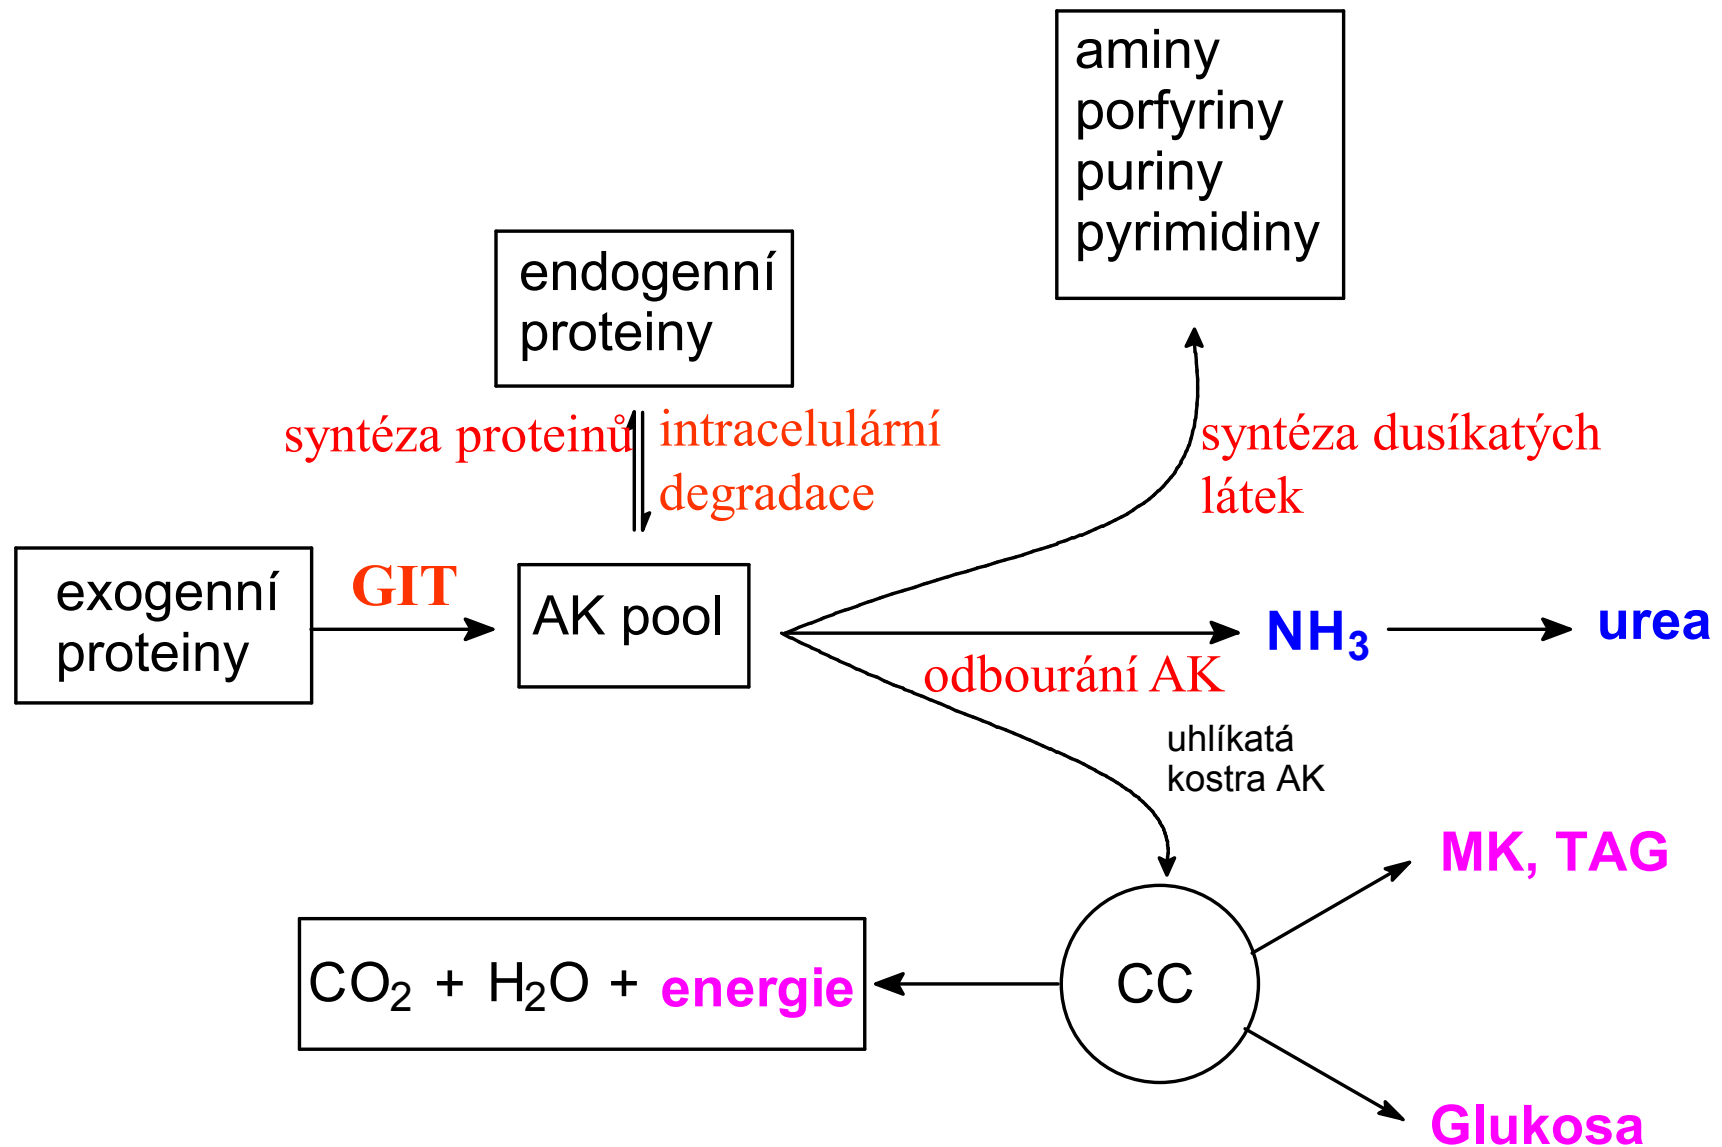 aminy
porfyriny
puriny
pyrimidiny
endogenní
proteiny
syntéza proteinů
intracelulární
degradace
syntéza dusíkatých
látek
exogenní
proteiny
GIT
AK pool
NH₃
urea
odbourání AK
uhlíkatá
kostra AK
MK, TAG
CO₂ + H₂O + energie
CC
Glukosa